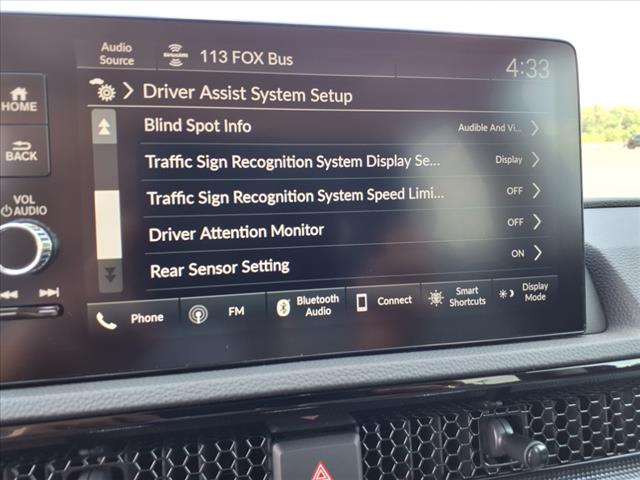 Audio Source
SiriusXM
113 FOX Bus
4:33
HOME
Driver Assist System Setup
Blind Spot Info
Audible And Vi...
BACK
Traffic Sign Recognition System Display Se...
Display
Traffic Sign Recognition System Speed Limi...
OFF
VOL
AUDIO
Driver Attention Monitor
OFF
Rear Sensor Setting
ON
Phone
FM
Bluetooth Audio
Connect
Smart Shortcuts
Display Mode